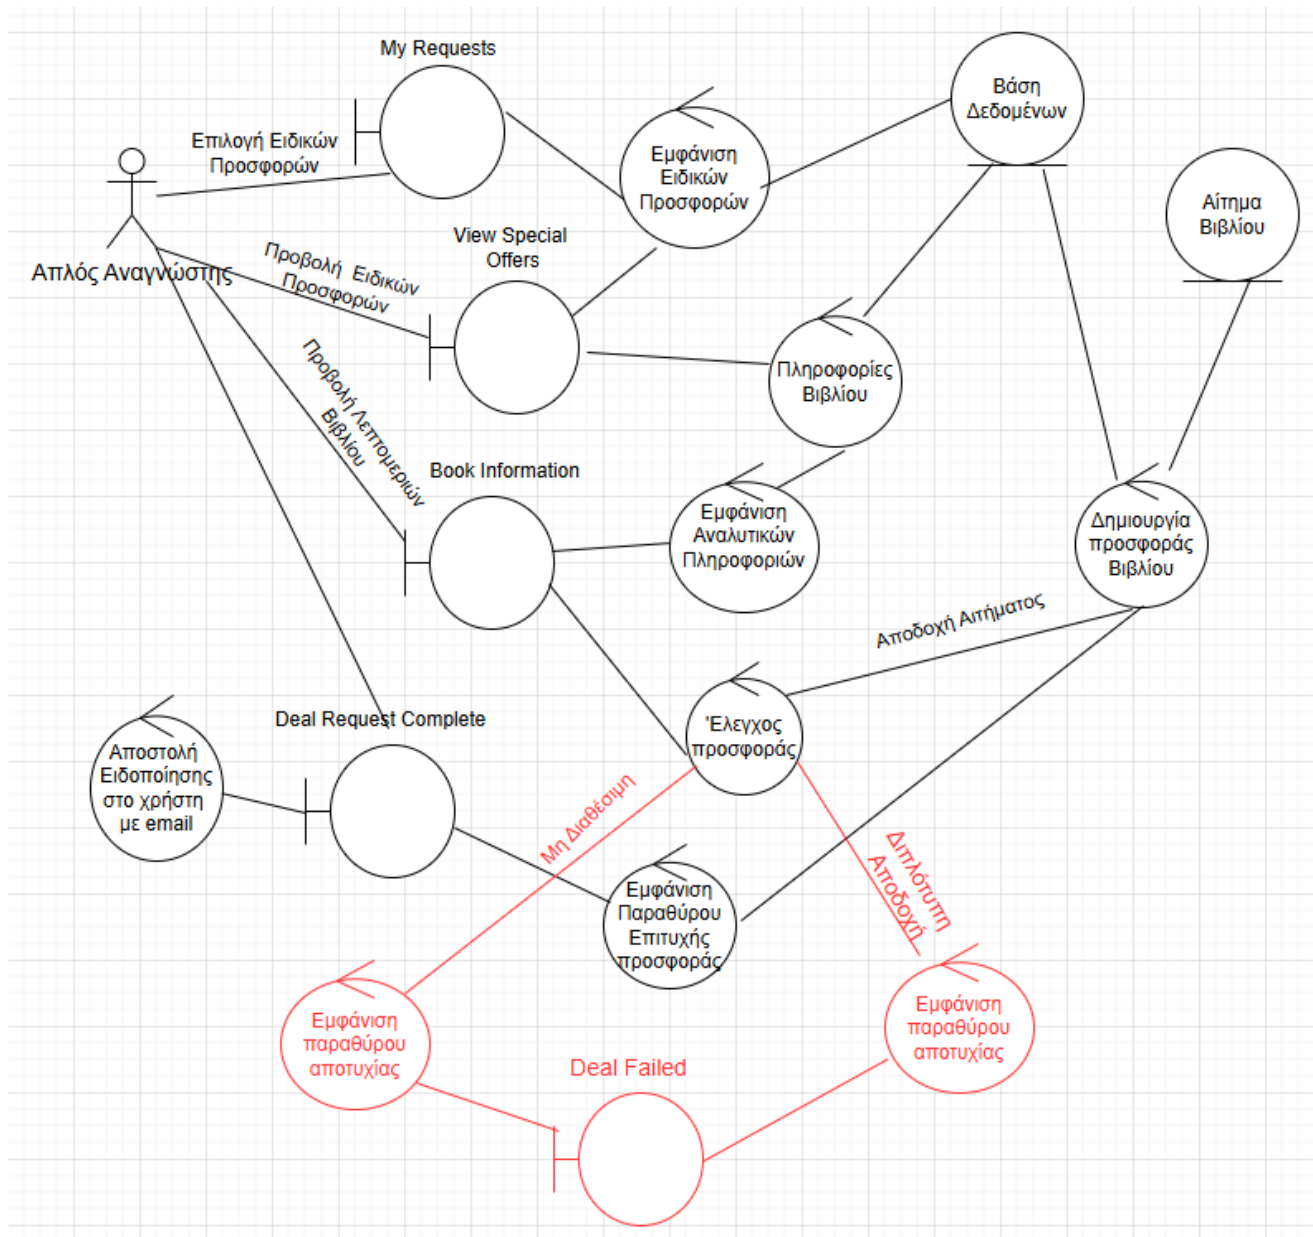 My Requests
Βάση
Δεδομένων
Επιλογή Ειδικών
Προσφορών
Εμφάνιση
Ειδικών
Προσφορών
Αίτημα
Βιβλίου
Απλός Αναγνώστης
View Special
Offers
Προβολή Ειδικών
Προσφορών
Πληροφορίες
Βιβλίου
Προβολή Λεπτομεριών
Βιβλίου
Book Information
Εμφάνιση
Αναλυτικών
Πληροφοριών
Δημιουργία
προσφοράς
Βιβλίου
Αποδοχή Αιτήματος
Deal Request Complete
Έλεγχος
προσφοράς
Αποστολή
Ειδοποίησης
στο χρήστη
με email
Μη Διαθέσιμη
Διπλότυπη
Αποδοχή
Εμφάνιση
Παραθύρου
Επιτυχής
προσφοράς
Εμφάνιση
παραθύρου
αποτυχίας
Εμφάνιση
παραθύρου
αποτυχίας
Deal Failed